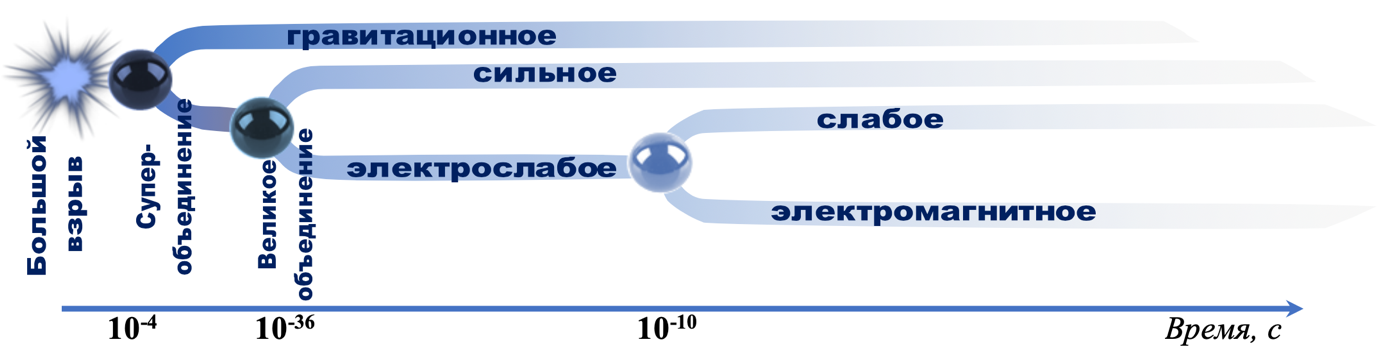 гравитационное
сильное
слабое
электрослабое
электромагнитное
Большой
взрыв
Супер-
объединение
Великое
объединение
10⁻⁴
10⁻³⁶
10⁻¹⁰
Время, с